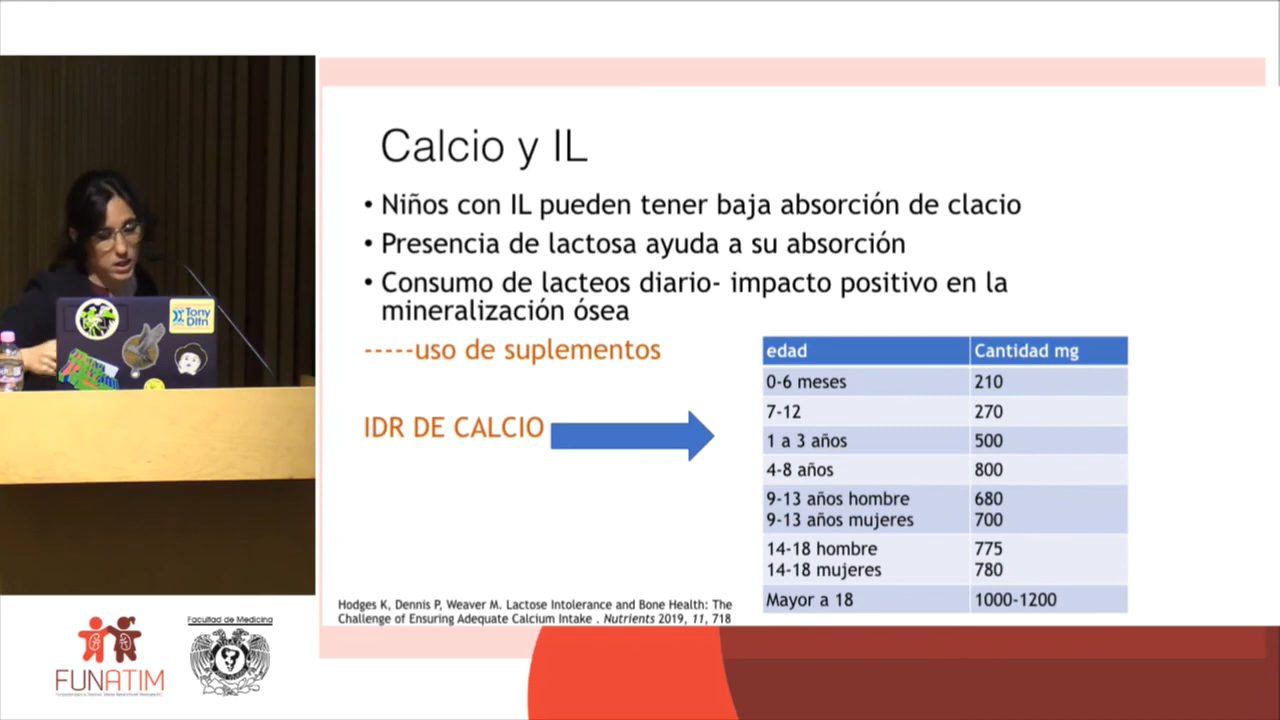 Calcio y IL
• Niños con IL pueden tener baja absorción de clacio
• Presencia de lactosa ayuda a su absorción
• Consumo de lacteos diario- impacto positivo en la
mineralización ósea
-----uso de suplementos
IDR DE CALCIO
edad Cantidad mg
0-6 meses 210
7-12 270
1 a 3 años 500
4-8 años 800
9-13 años hombre 680
9-13 años mujeres 700
14-18 hombre 775
14-18 mujeres 780
Mayor a 18 1000-1200
Hodges K, Dennis P, Weaver M. Lactose Intolerance and Bone Health: The
Challenge of Ensuring Adequate Calcium Intake . Nutrients 2019, 11, 718
Tony
Dltn
FUNATIM
Facultad de Medicina